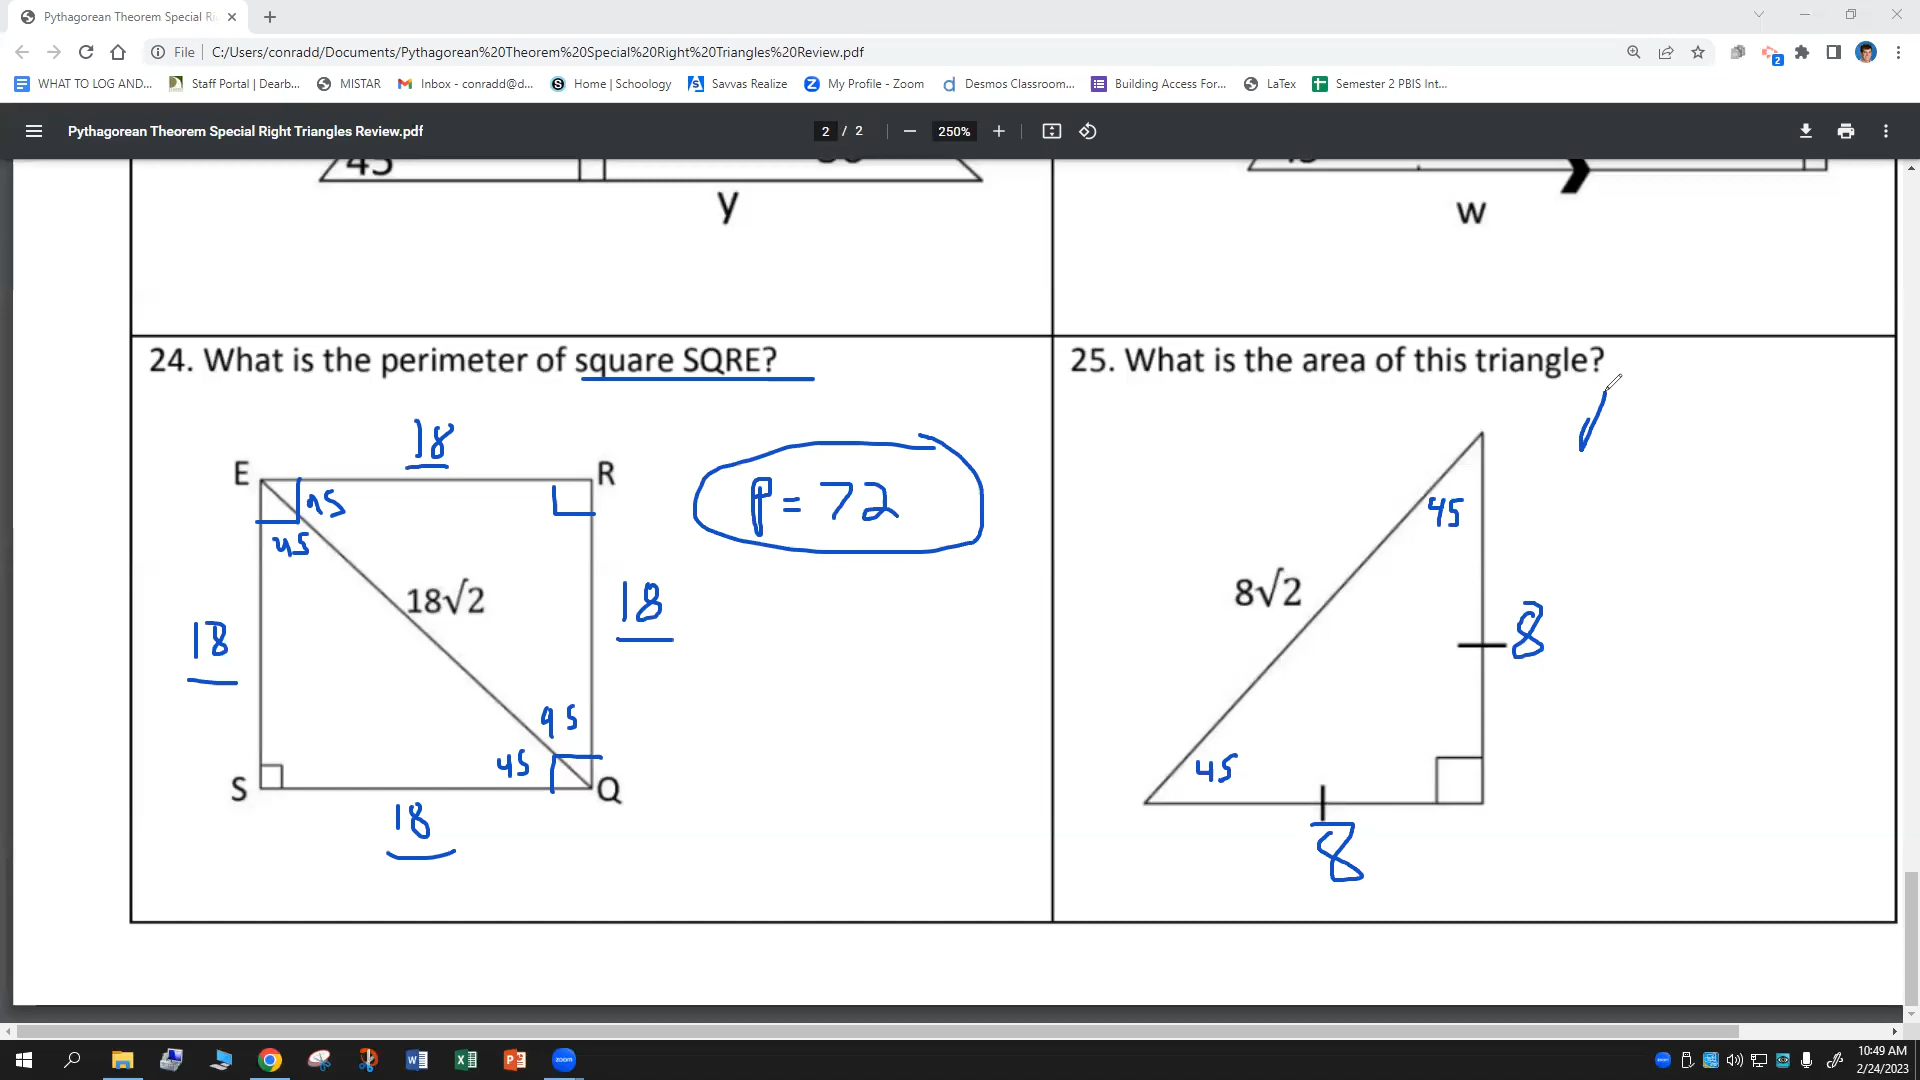 Pythagorean Theorem Special Ri
File
C:/Users/conradd/Documents/Pythagorean%20Theorem%20Special%20Right%20Triangles%20Review.pdf
2
WHAT TO LOG AND...
Staff Portal | Dearb...
MISTAR
Inbox - conradd@d...
Home | Schoology
Savvas Realize
My Profile - Zoom
Desmos Classroom...
Building Access For...
LaTex
Semester 2 PBIS Int...
Pythagorean Theorem Special Right Triangles Review.pdf
2 / 2
250%
45
y
w
24. What is the perimeter of square SQRE?
18
E
R
45
45
18√2
18
18
45
45
S
Q
18
P = 72
25. What is the area of this triangle?
45
8√2
8
45
8
zoom
10:49 AM
2/24/2023